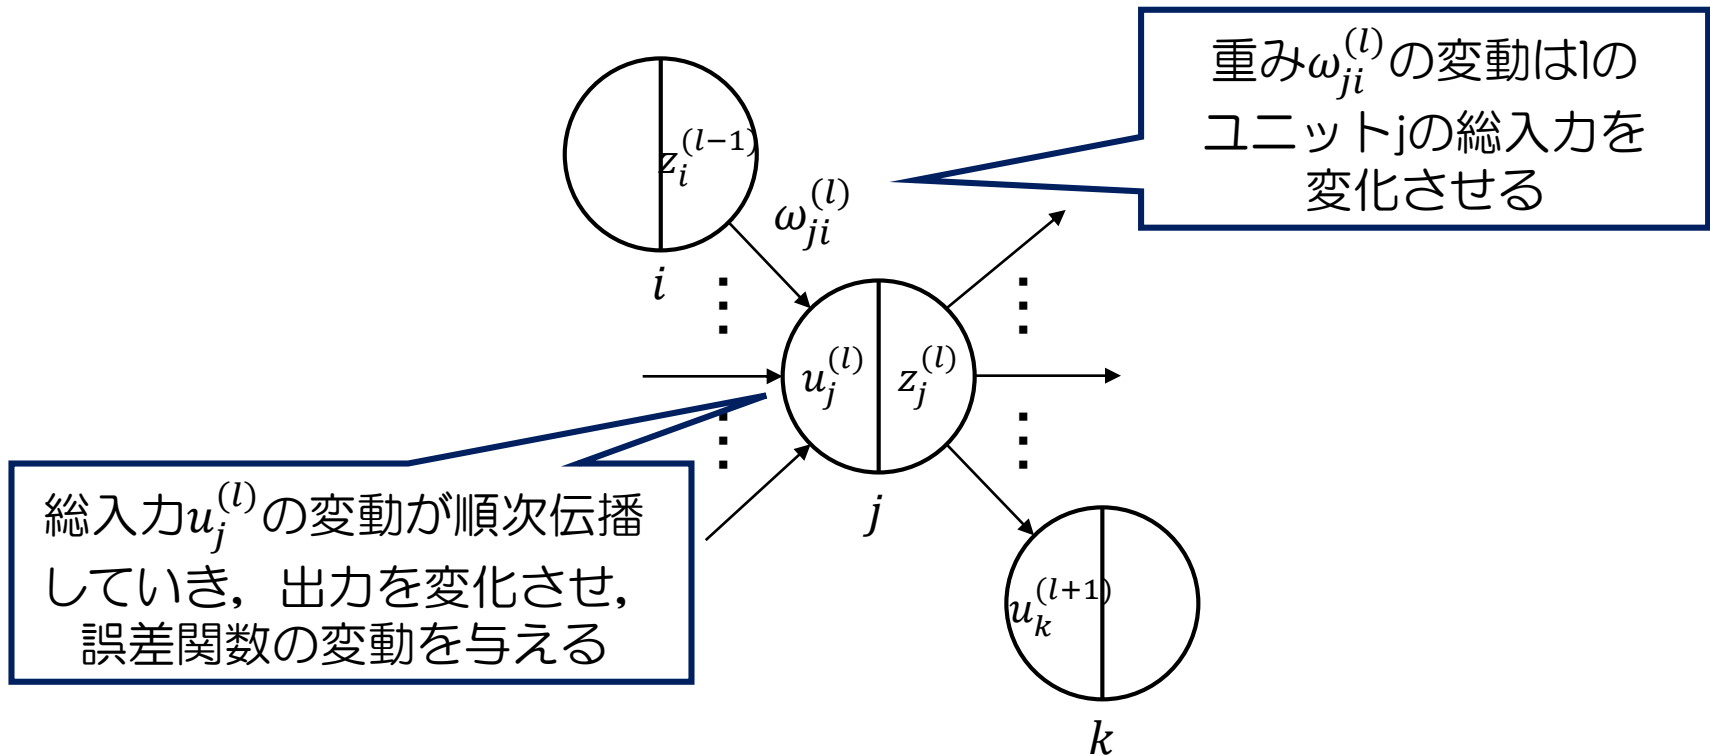 重みω_{ji}^{(l)}の変動はlの
ユニットjの総入力を
変化させる
z_i^{(l−1)}
ω_{ji}^{(l)}
i
⋮ ⋮
u_j^{(l)} z_j^{(l)}
⋮ ⋮
j
総入力u_j^{(l)}の変動が順次伝播
していき，出力を変化させ，
誤差関数の変動を与える
u_k^{(l+1)}
k